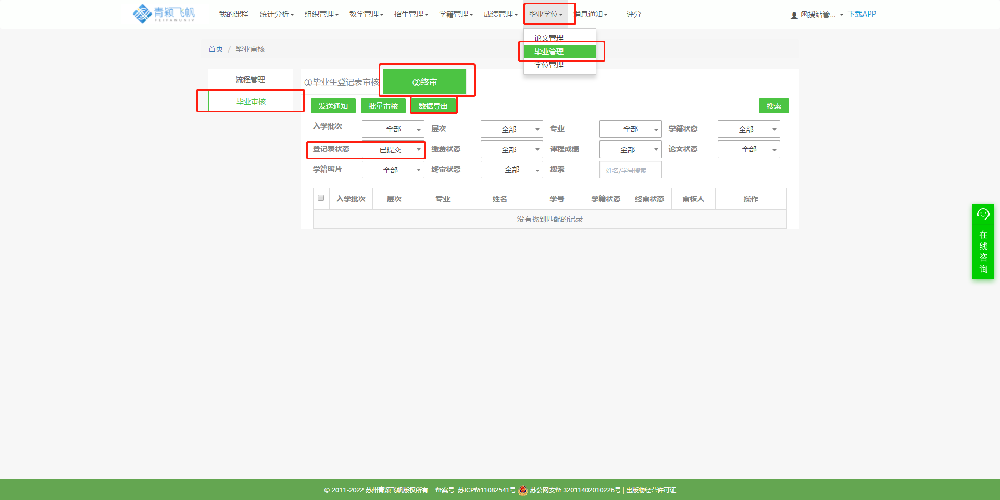 青颖飞帆
FEIFANUNIV
我的课程 统计分析 组织管理 教学管理 招生管理 学籍管理 成绩管理 毕业学位 消息通知 评分
函授站管... 下载APP
论文管理
毕业管理
学位管理
首页 / 毕业审核
流程管理
毕业审核
①毕业生登记表审核 ②终审
发送通知 批量审核 数据导出 搜索
入学批次 全部 层次 全部 专业 全部 学籍状态 全部
登记表状态 已提交 缴费状态 全部 课程成绩 全部 论文状态 全部
学籍照片 全部 终审状态 全部 搜索 姓名/学号搜索
入学批次 层次 专业 姓名 学号 学籍状态 终审状态 审核人 操作
没有找到匹配的记录
在
线
咨
询
© 2011-2022 苏州青颖飞帆版权所有 备案号 苏ICP备11082541号 苏公网安备 32011402010226号 | 出版物经营许可证